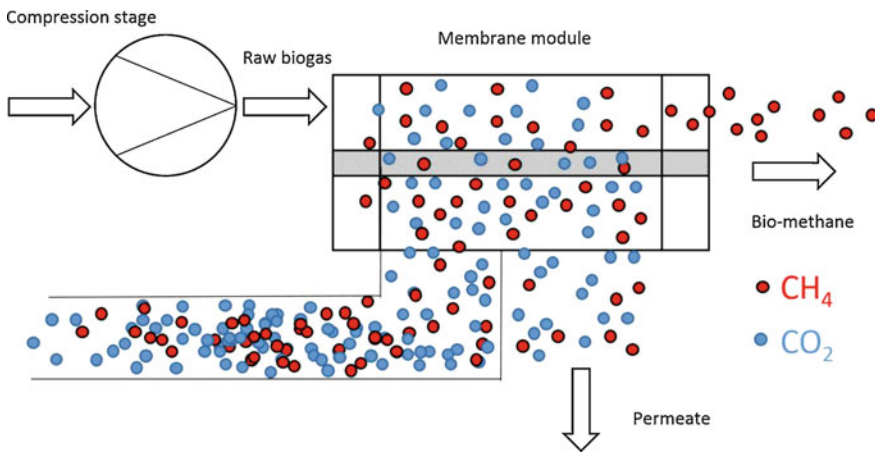 Compression stage
Raw biogas
Membrane module
Bio-methane
CH4
CO2
Permeate